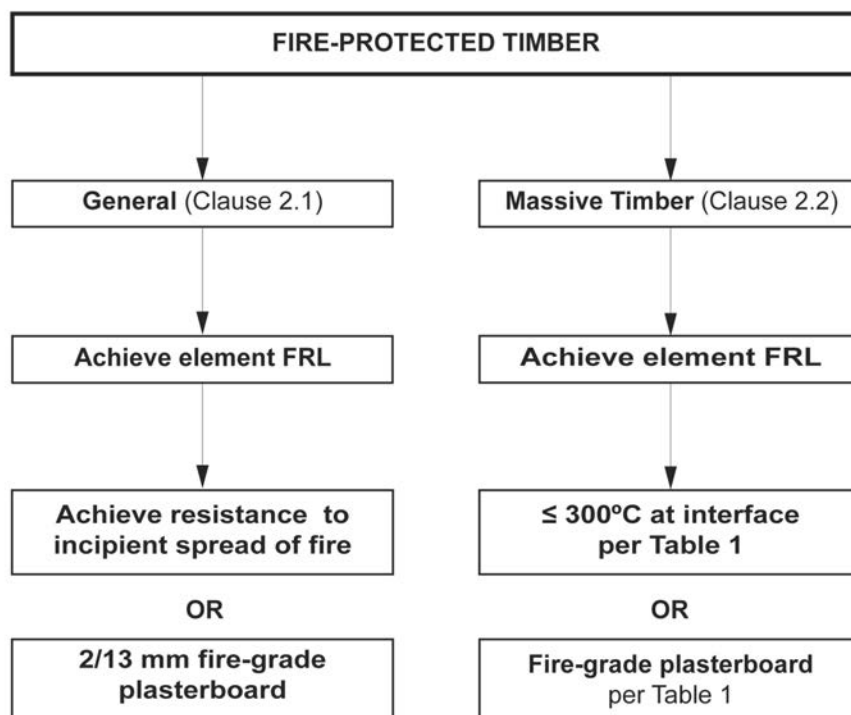 FIRE-PROTECTED TIMBER
General (Clause 2.1)
Massive Timber (Clause 2.2)
Achieve element FRL
Achieve element FRL
Achieve resistance to
incipient spread of fire
≤ 300ºC at interface
per Table 1
OR
OR
2/13 mm fire-grade
plasterboard
Fire-grade plasterboard
per Table 1